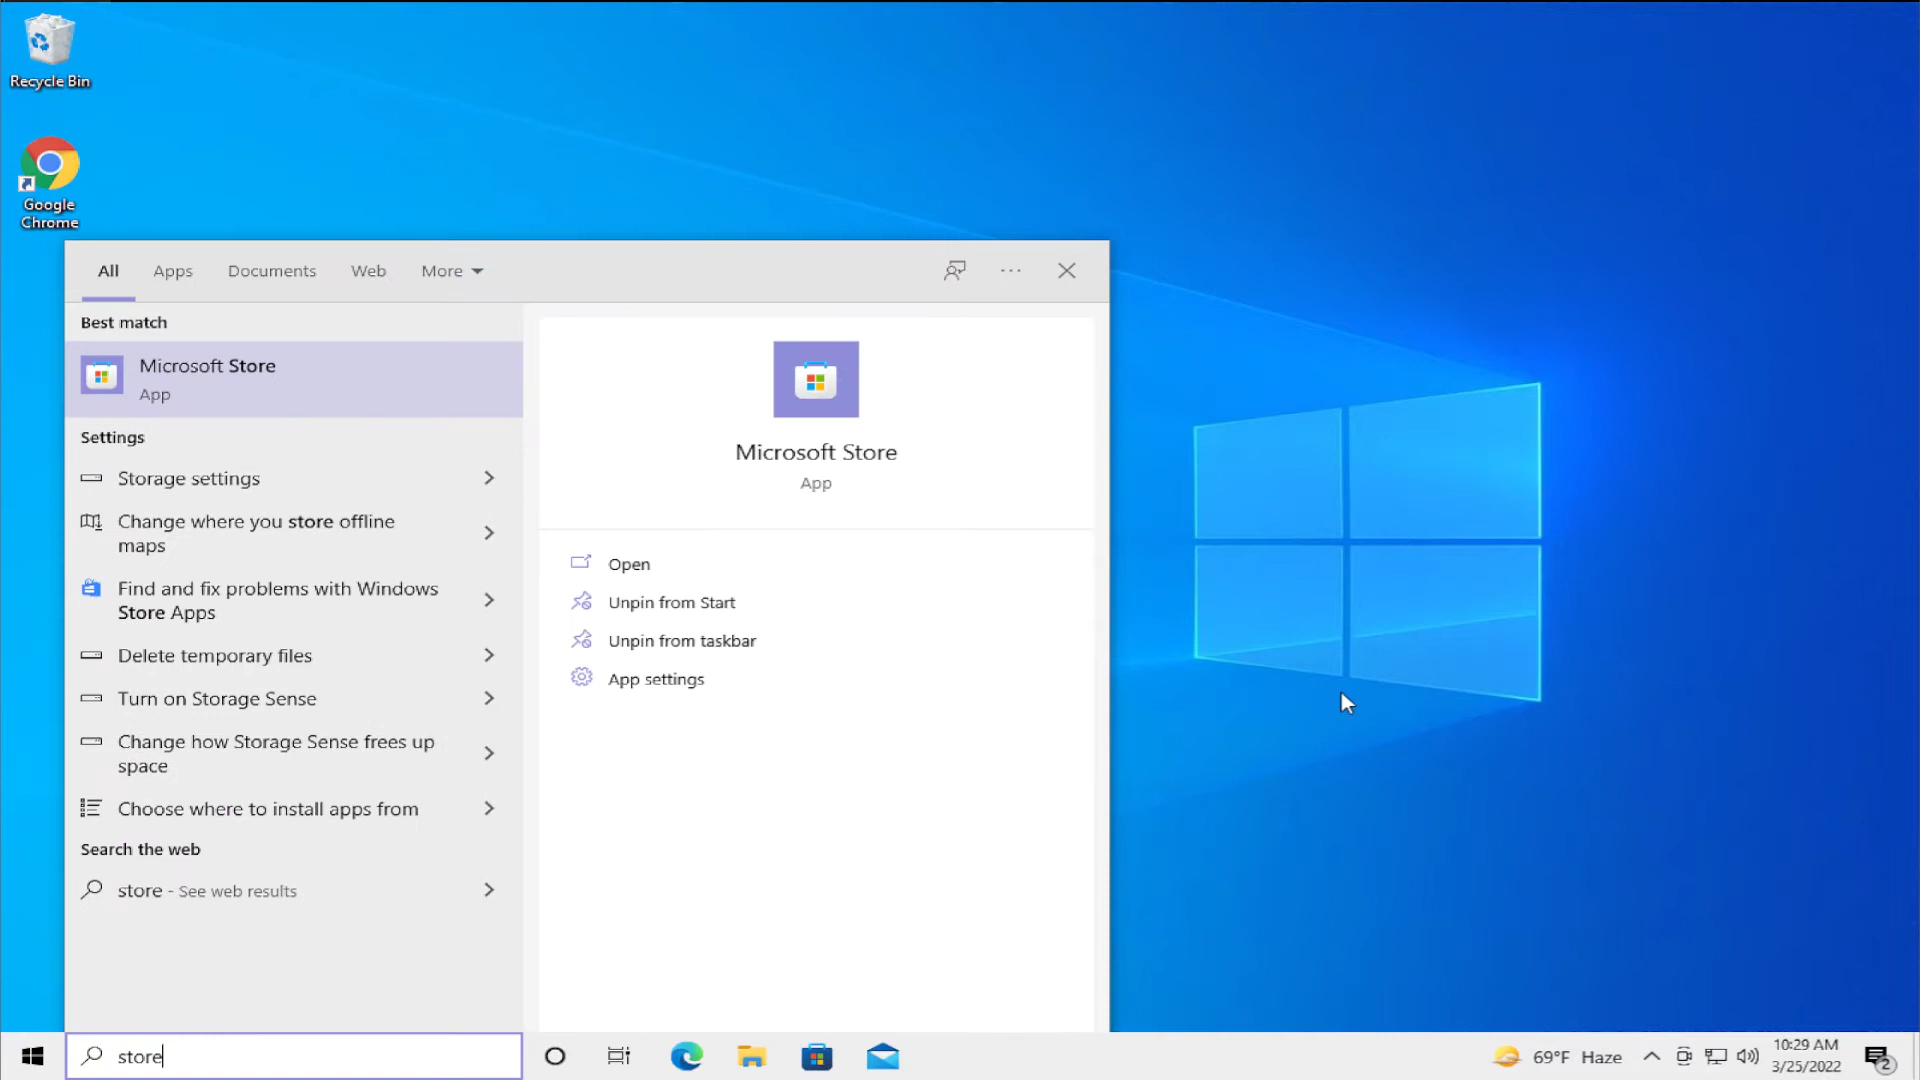 Recycle Bin
Google
Chrome
All Apps Documents Web More
Best match
Microsoft Store
App
Settings
Storage settings
Change where you store offline
maps
Find and fix problems with Windows
Store Apps
Delete temporary files
Turn on Storage Sense
Change how Storage Sense frees up
space
Choose where to install apps from
Search the web
store - See web results
Microsoft Store
App
Open
Unpin from Start
Unpin from taskbar
App settings
store
69°F Haze
10:29 AM
3/25/2022
2